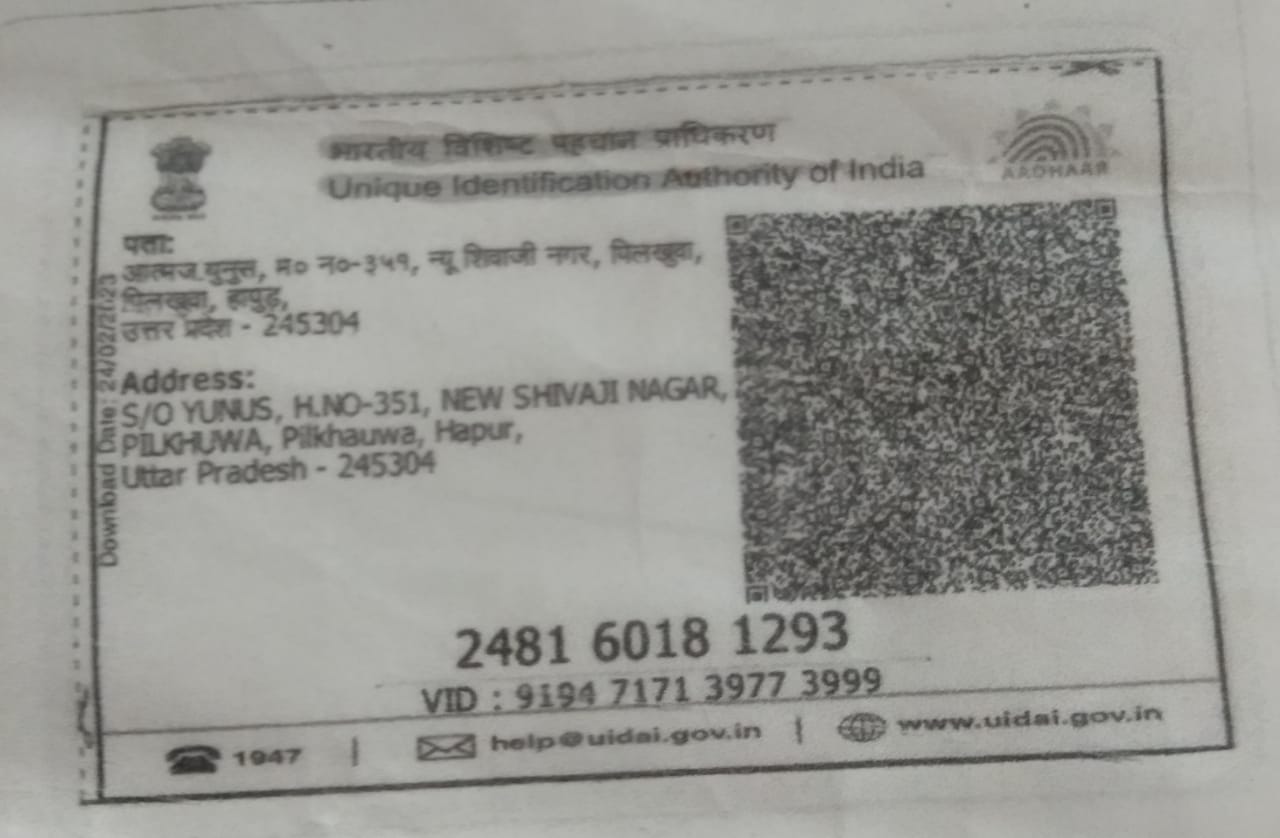 भारतीय विशिष्ट पहचान प्राधिकरण
Unique Identification Authority of India
AADHAAR
पता:
आत्मज युनुस, म० न०-३५१, न्यू शिवाजी नगर, पिलखुवा,
पिलखुवा, हापुड़,
उत्तर प्रदेश - 245304
Address:
S/O YUNUS, H.NO-351, NEW SHIVAJI NAGAR,
PILKHUWA, Pilkhauwa, Hapur,
Uttar Pradesh - 245304
Download Date: 24/02/2023
2481 6018 1293
VID : 9194 7171 3977 3999
1947 | help@uidai.gov.in | www.uidai.gov.in